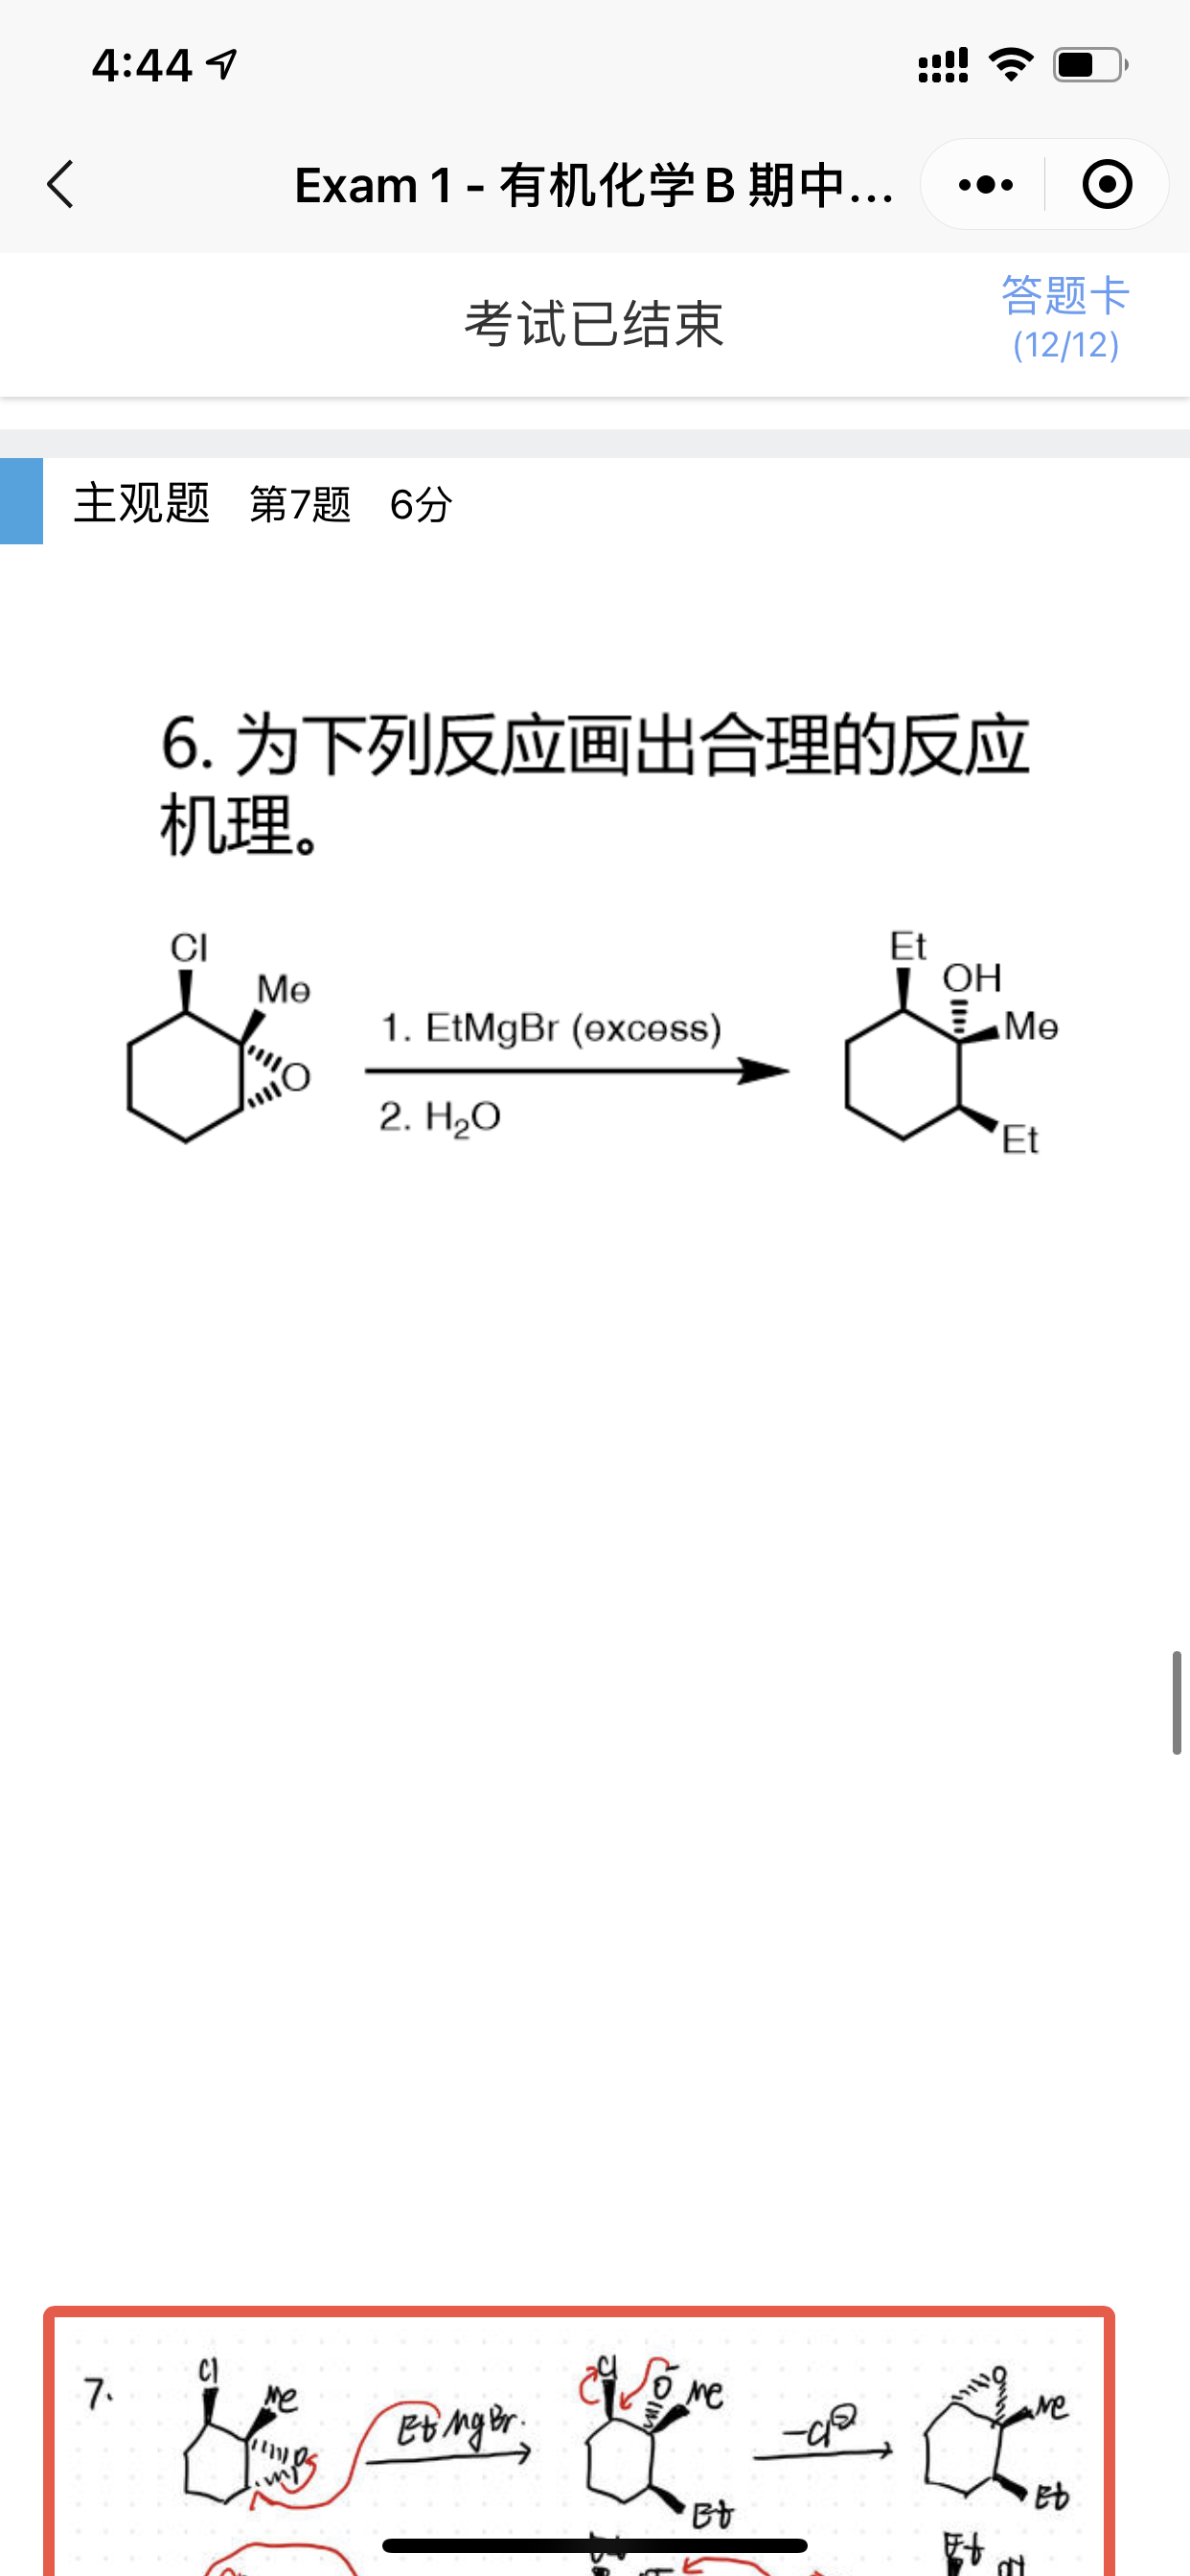 4:44
Exam 1 - 有机化学 B 期中...
考试已结束
答题卡
(12/12)
主观题 第7题 6分
6. 为下列反应画出合理的反应
机理。
Cl
Me
O
1. EtMgBr (excess)
2. H₂O
Et
OH
Me
Et
7.
Cl
Me
O
EtMgBr.
Cl
O⁻
Me
Et
-Cl⊖
O
Me
Et
Et